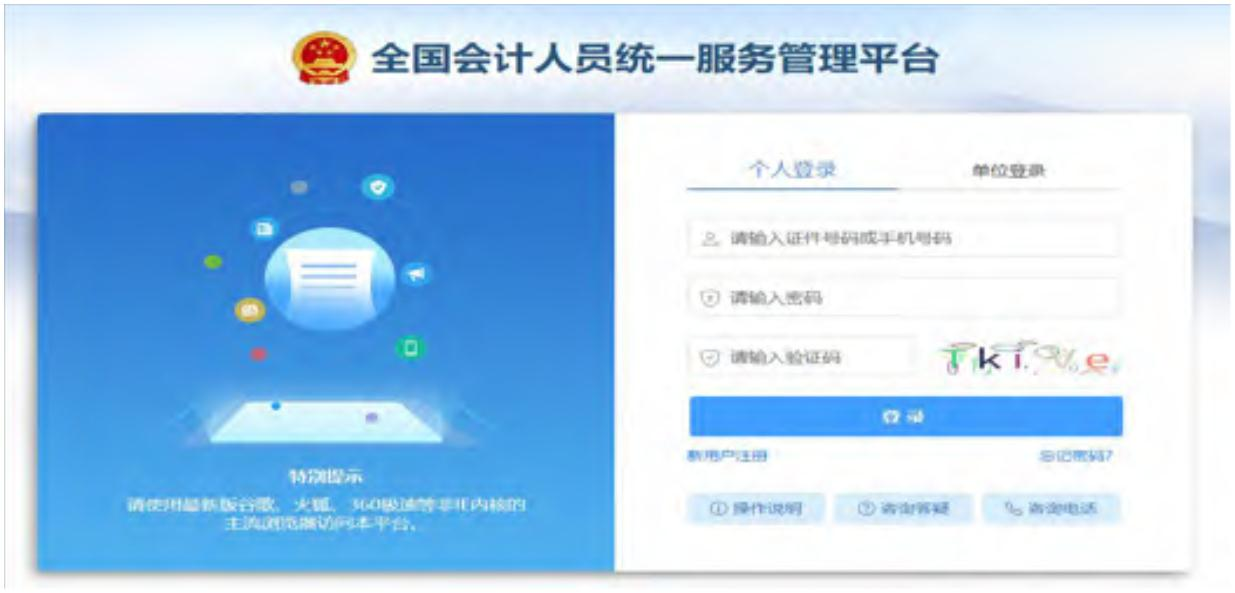 全国会计人员统一服务管理平台
个人登录
单位登录
请输入证件号码或手机号码
请输入密码
请输入验证码
登录
新用户注册
忘记密码?
操作说明
咨询答疑
咨询电话
特别提示
请使用最新版谷歌、火狐、360极速等非IE内核的
主流浏览器访问本平台。